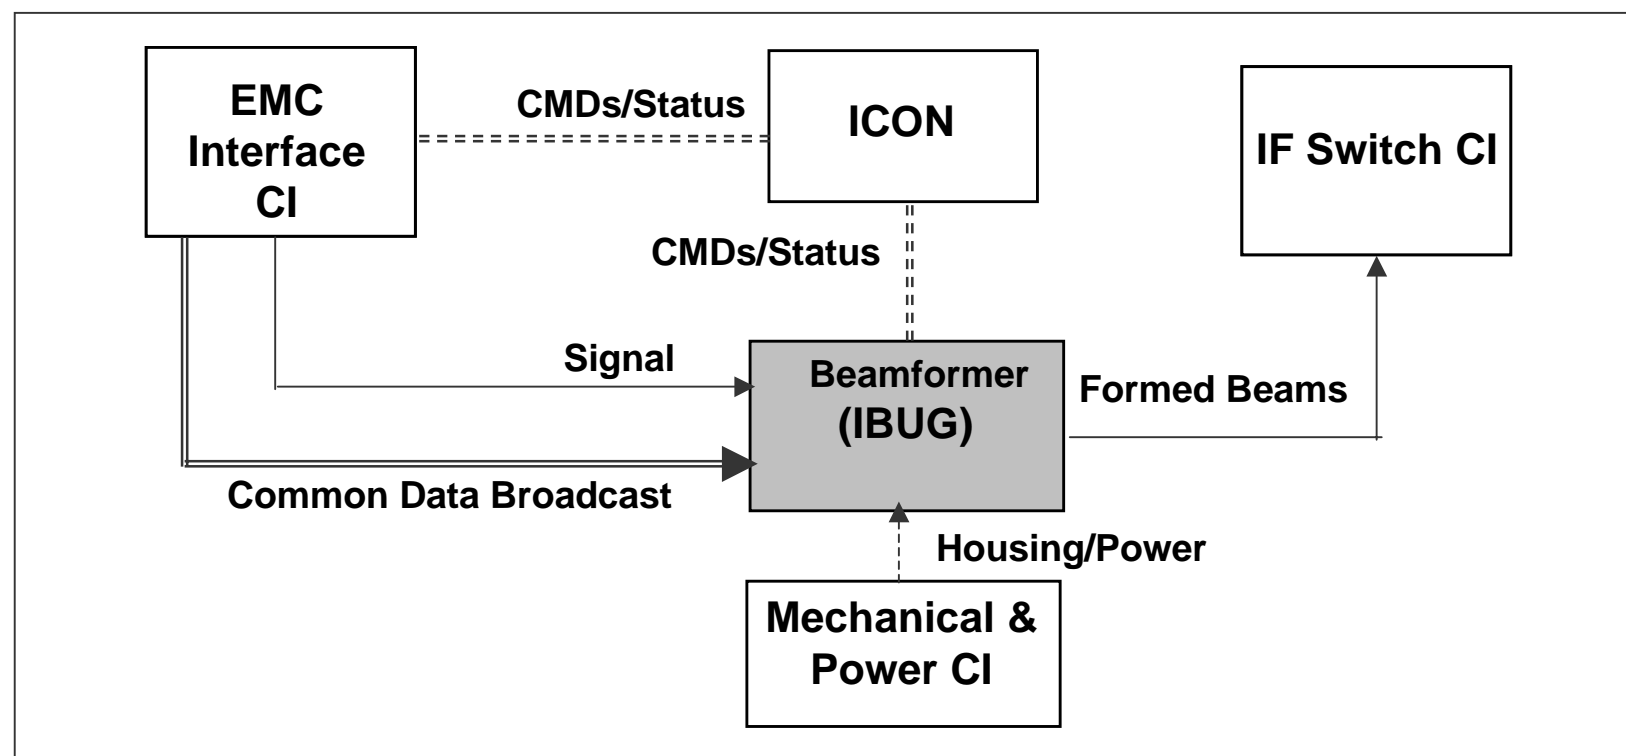 EMC
Interface
CI
CMDs/Status
ICON
IF Switch CI
CMDs/Status
Signal
Beamformer
(IBUG)
Formed Beams
Common Data Broadcast
Housing/Power
Mechanical &
Power CI